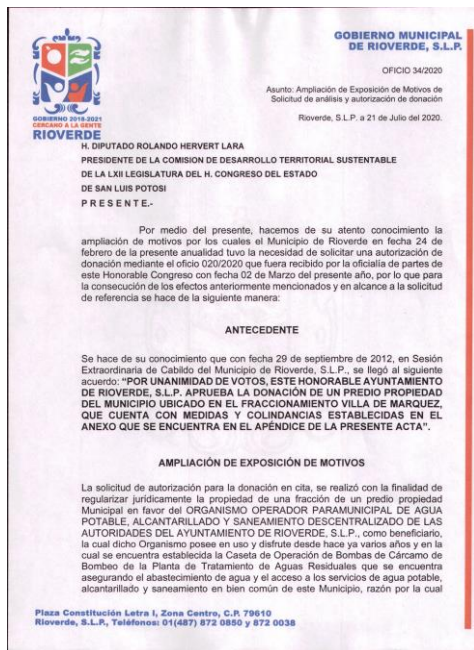 GOBIERNO MUNICIPAL
DE RIOVERDE, S.L.P.
OFICIO 34/2020
Asunto: Ampliación de Exposición de Motivos de
Solicitud de análisis y autorización de donación
Rioverde, S.L.P. a 21 de Julio del 2020.
GOBIERNO 2018-2021
CERCANO A LA GENTE
RIOVERDE
H. DIPUTADO ROLANDO HERVERT LARA
PRESIDENTE DE LA COMISION DE DESARROLLO TERRITORIAL SUSTENTABLE
DE LA LXII LEGISLATURA DEL H. CONGRESO DEL ESTADO
DE SAN LUIS POTOSI
P R E S E N T E.-
Por medio del presente, hacemos de su atento conocimiento la
ampliación de motivos por los cuales el Municipio de Rioverde en fecha 24 de
febrero de la presente anualidad tuvo la necesidad de solicitar una autorización de
donación mediante el oficio 020/2020 que fuera recibido por la oficialía de partes de
este Honorable Congreso con fecha 02 de Marzo del presente año, por lo que para
la consecución de los efectos anteriormente mencionados y en alcance a la solicitud
de referencia se hace de la siguiente manera:
ANTECEDENTE
Se hace de su conocimiento que con fecha 29 de septiembre de 2012, en Sesión
Extraordinaria de Cabildo del Municipio de Rioverde, S.L.P., se llegó al siguiente
acuerdo: "POR UNANIMIDAD DE VOTOS, ESTE HONORABLE AYUNTAMIENTO
DE RIOVERDE, S.L.P. APRUEBA LA DONACIÓN DE UN PREDIO PROPIEDAD
DEL MUNICIPIO UBICADO EN EL FRACCIONAMIENTO VILLA DE MARQUEZ,
QUE CUENTA CON MEDIDAS Y COLINDANCIAS ESTABLECIDAS EN EL
ANEXO QUE SE ENCUENTRA EN EL APÉNDICE DE LA PRESENTE ACTA".
AMPLIACIÓN DE EXPOSICIÓN DE MOTIVOS
La solicitud de autorización para la donación en cita, se realizó con la finalidad de
regularizar jurídicamente la propiedad de una fracción de un predio propiedad
Municipal en favor del ORGANISMO OPERADOR PARAMUNICIPAL DE AGUA
POTABLE, ALCANTARILLADO Y SANEAMIENTO DESCENTRALIZADO DE LAS
AUTORIDADES DEL AYUNTAMIENTO DE RIOVERDE, S.L.P., como beneficiario,
la cual dicho Organismo posee en uso y disfrute desde hace ya varios años y en la
cual se encuentra establecida la Caseta de Operación de Bombas de Cárcamo de
Bombeo de la Planta de Tratamiento de Aguas Residuales que se encuentra
asegurando el abastecimiento de agua y el acceso a los servicios de agua potable,
alcantarillado y saneamiento en bien común de este Municipio, razón por la cual
Plaza Constitución Letra I, Zona Centro, C.P. 79610
Rioverde, S.L.P., Teléfonos: 01(487) 872 0850 y 872 0038